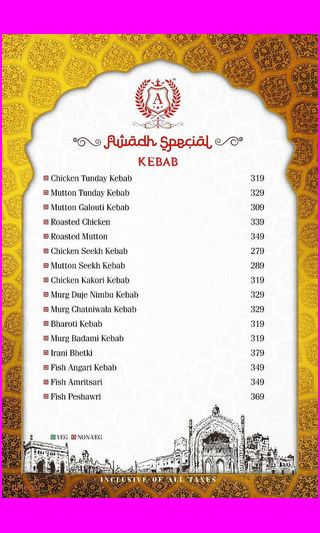 A
Awadh Special
KEBAB
Chicken Tunday Kebab 319
Mutton Tunday Kebab 329
Mutton Galouti Kebab 309
Roasted Chicken 339
Roasted Mutton 349
Chicken Seekh Kebab 279
Mutton Seekh Kebab 289
Chicken Kakori Kebab 319
Murg Duje Nimbu Kebab 329
Murg Chatniwala Kebab 329
Bharoti Kebab 319
Murg Badami Kebab 319
Irani Bhetki 379
Fish Angari Kebab 349
Fish Amritsari 349
Fish Peshawri 369
VEG NON-VEG
INCLUSIVE OF ALL TAXES